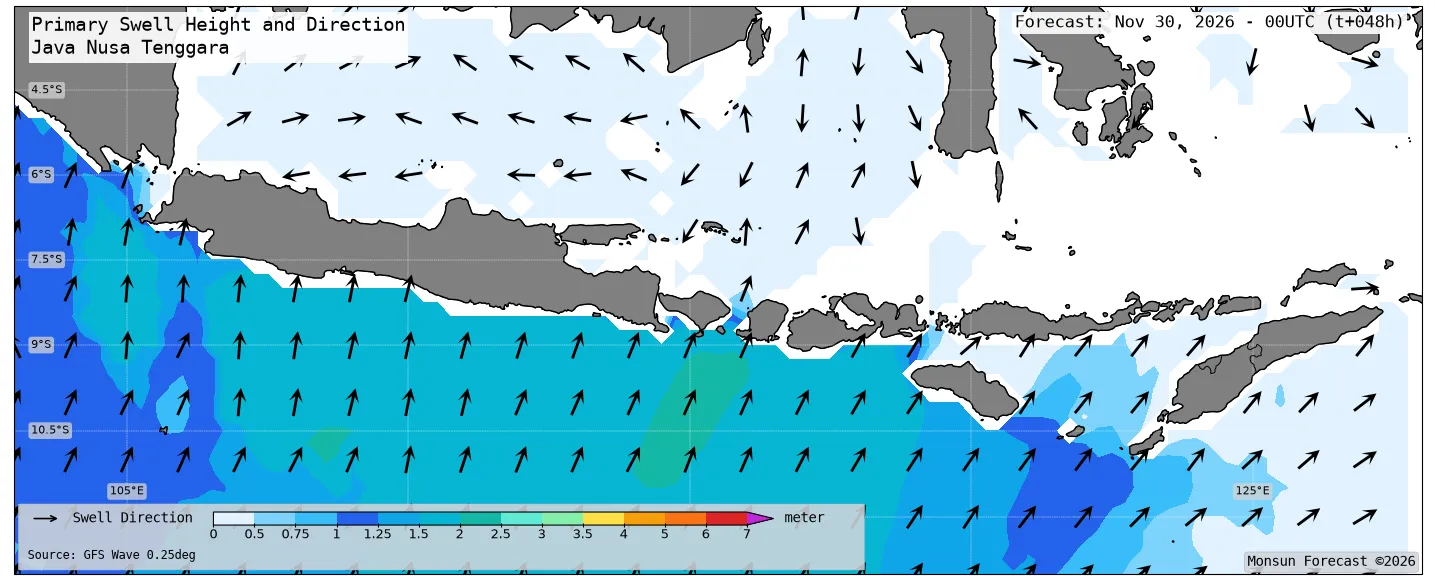 Primary Swell Height and Direction
Java Nusa Tenggara
Forecast: Nov 30, 2026 - 00UTC (t+048h)
4.5°S
6°S
7.5°S
9°S
10.5°S
105°E
125°E
Swell Direction
meter
0 0.5 0.75 1 1.25 1.5 2 2.5 3 3.5 4 5 6 7
Source: GFS Wave 0.25deg
Monsun Forecast ©2026